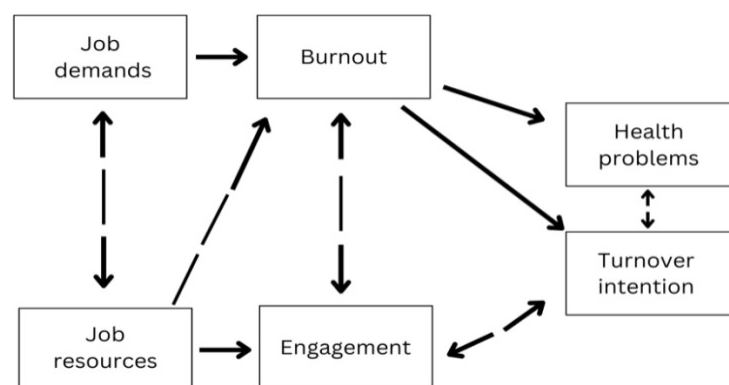 Job
demands
Burnout
Health
problems
Turnover
intention
Job
resources
Engagement